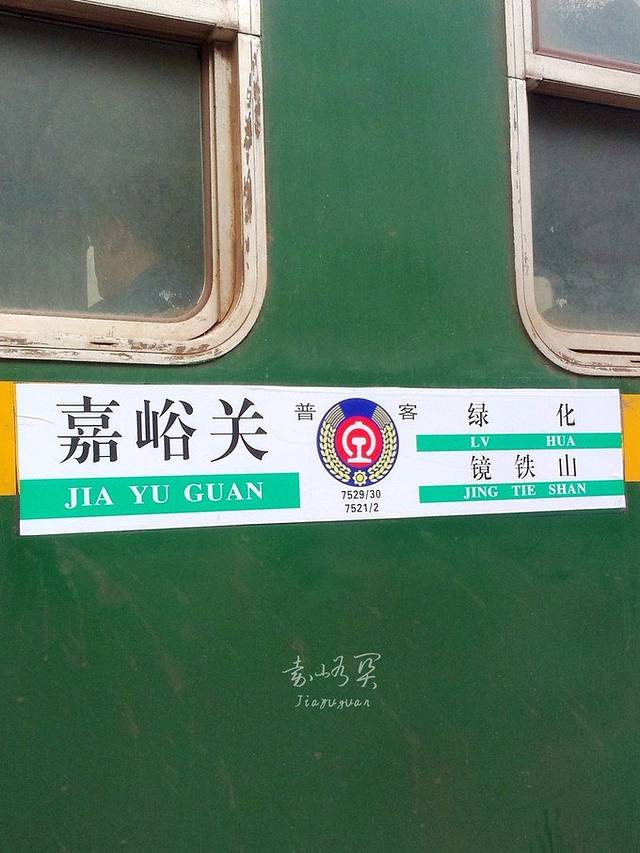 嘉峪关
JIA YU GUAN
普 客
7529/30
7521/2
绿 化
LV HUA
镜 铁 山
JING TIE SHAN
嘉峪関
Jiayuguan